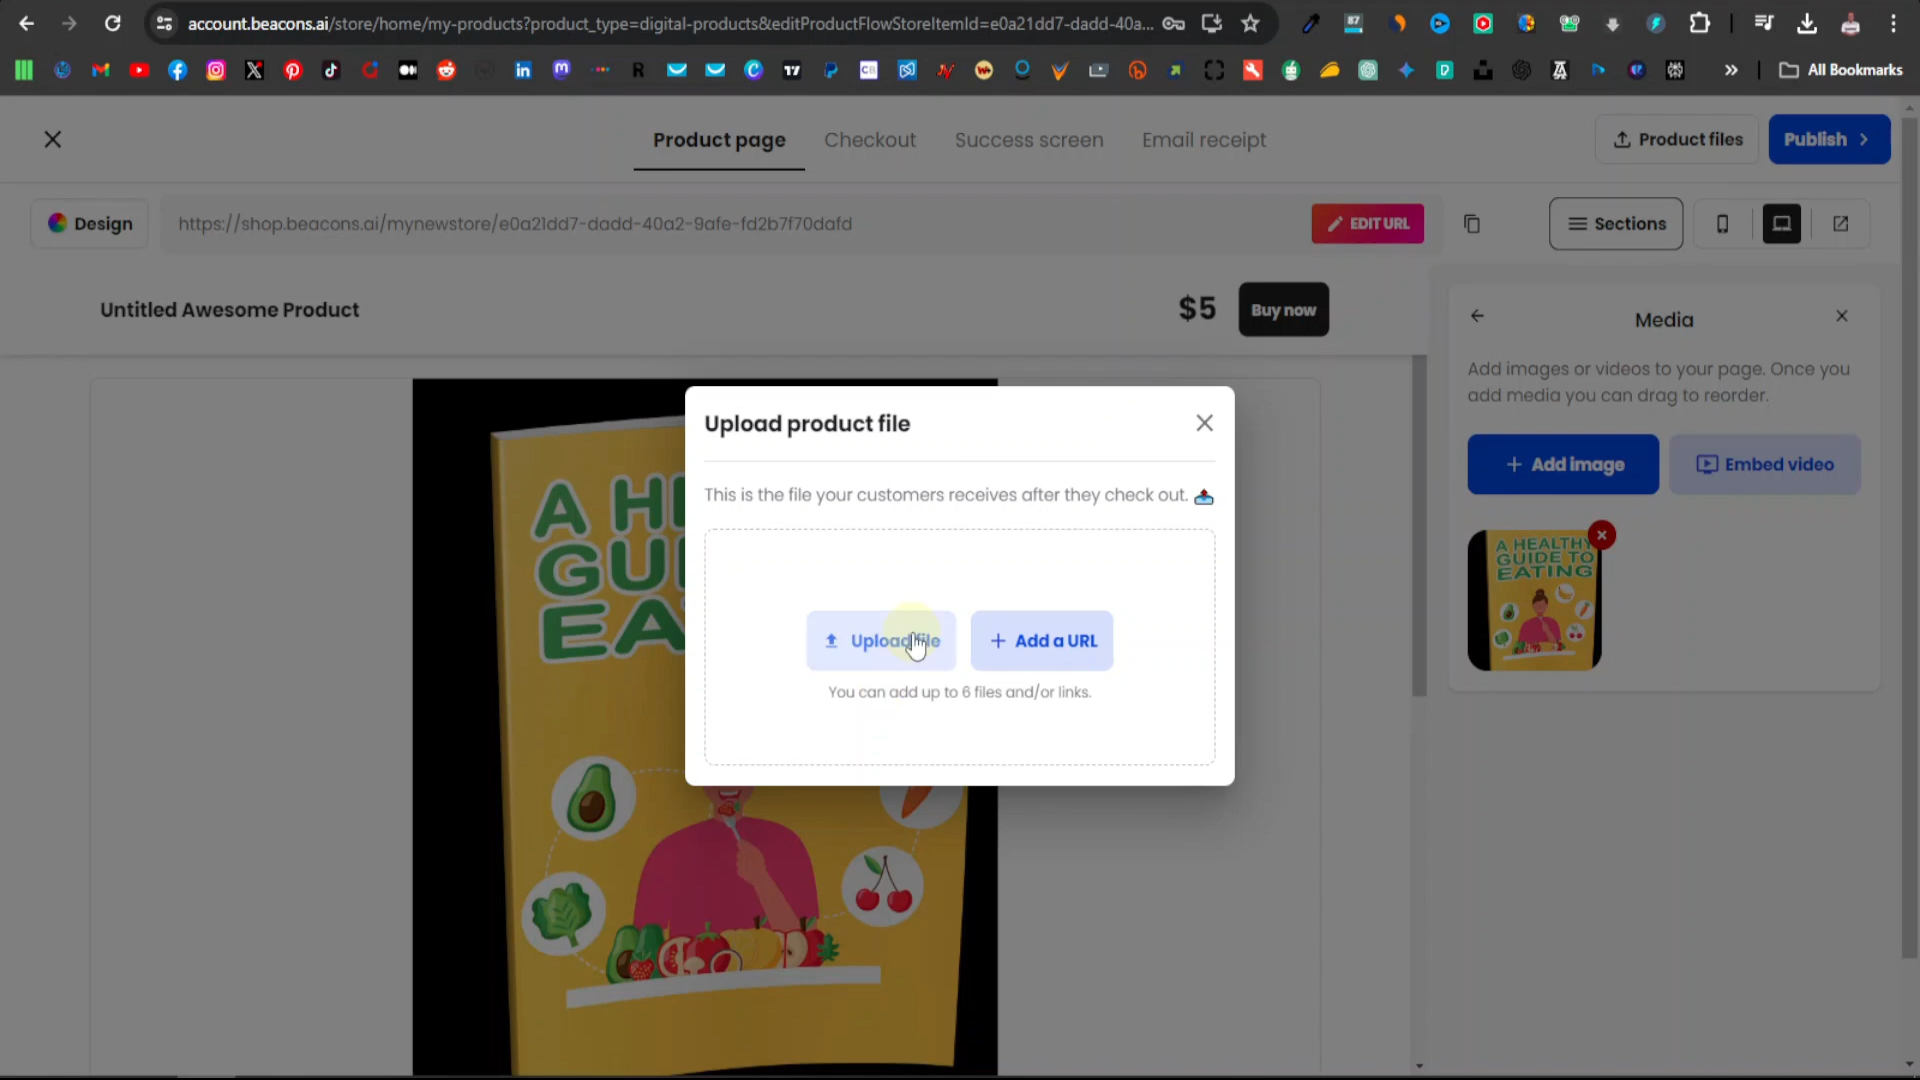 account.beacons.ai/store/home/my-products?product_type=digital-products&editProductFlowStoreItemId=e0a21dd7-dadd-40a...
87
All Bookmarks
Product page
Checkout
Success screen
Email receipt
Product files
Publish
Design
https://shop.beacons.ai/mynewstore/e0a21dd7-dadd-40a2-9afe-fd2b7f70dafd
EDIT URL
Sections
Untitled Awesome Product
$5
Buy now
Media
Add images or videos to your page. Once you
add media you can drag to reorder.
Add image
Embed video
A HEALTHY
GUIDE TO
EATING
Upload product file
This is the file your customers receives after they check out.
Upload file
Add a URL
You can add up to 6 files and/or links.
A H
GU
EA